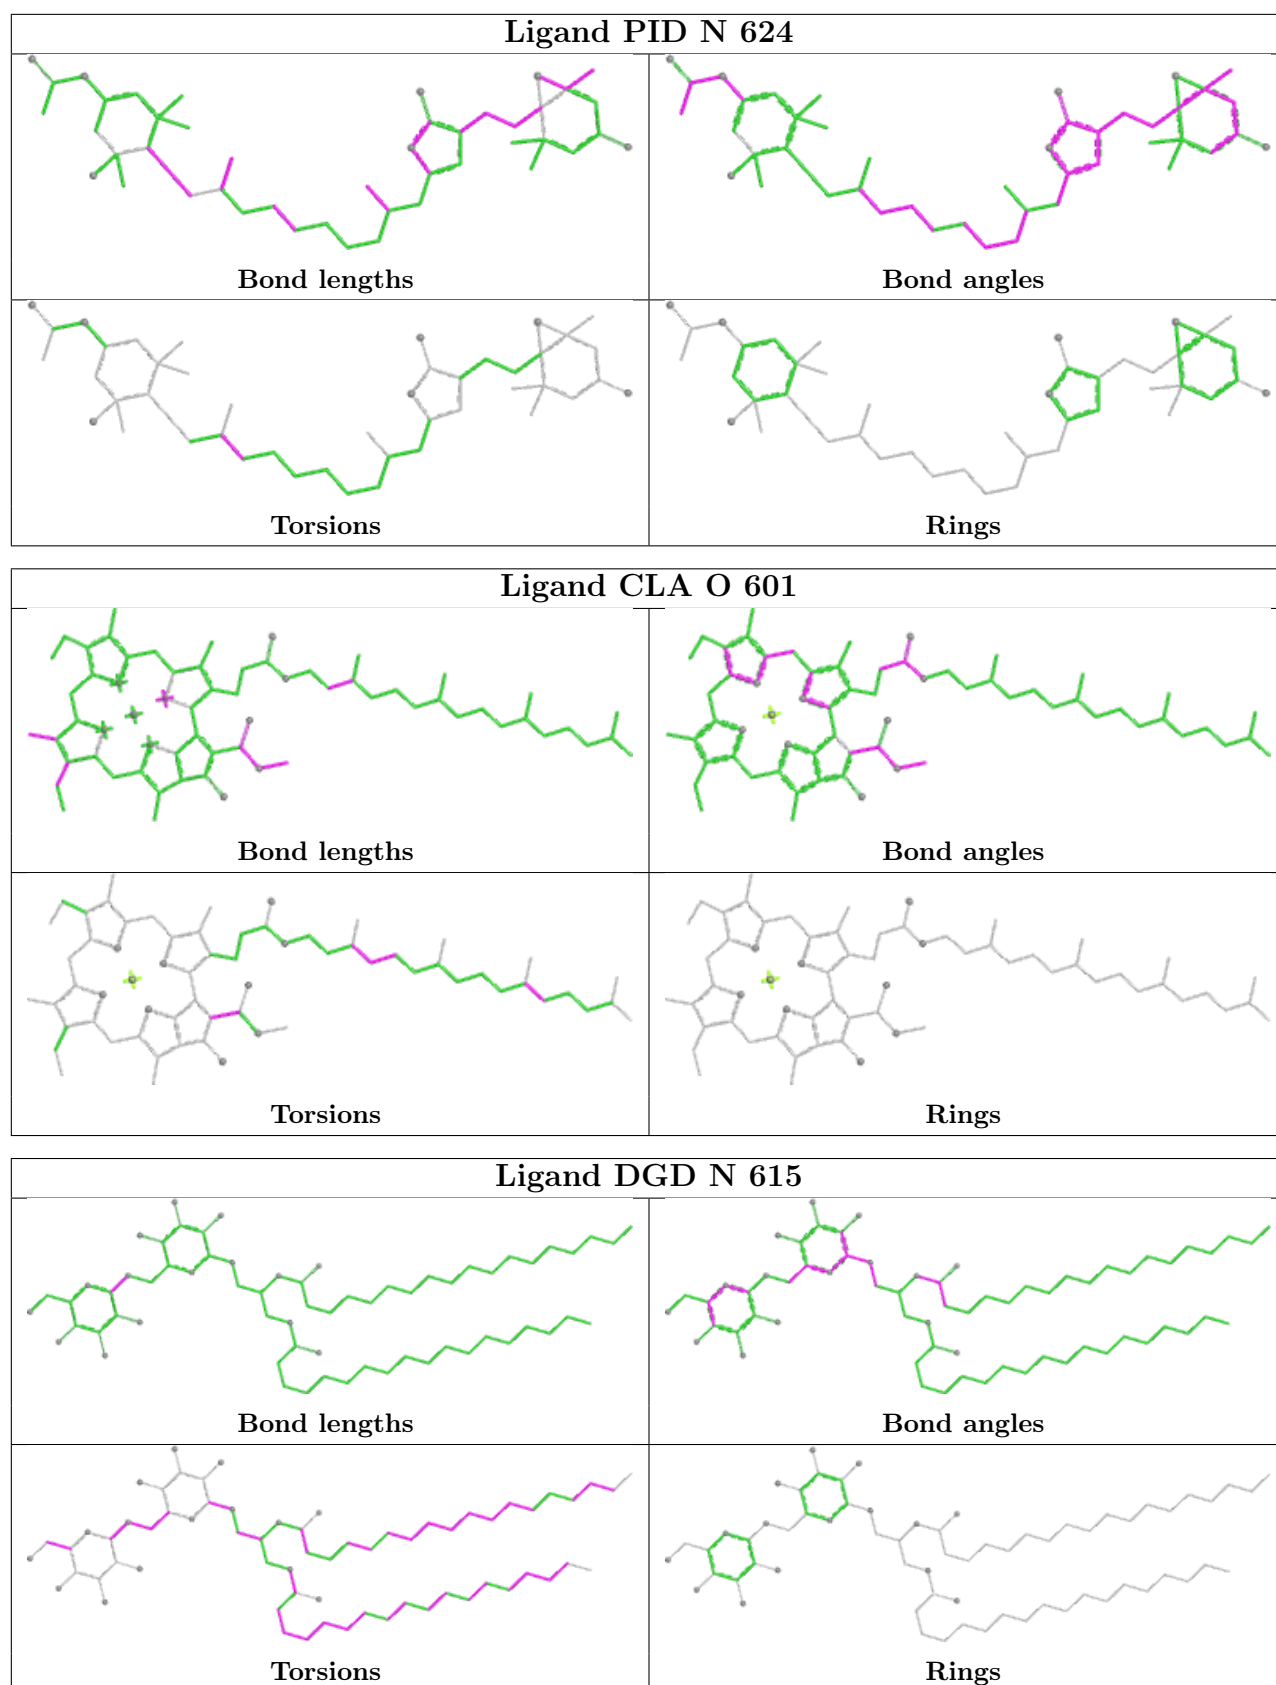 Ligand PID N 624
Bond lengths
Bond angles
Torsions
Rings
Ligand CLA O 601
Bond lengths
Bond angles
Torsions
Rings
Ligand DGD N 615
Bond lengths
Bond angles
Torsions
Rings